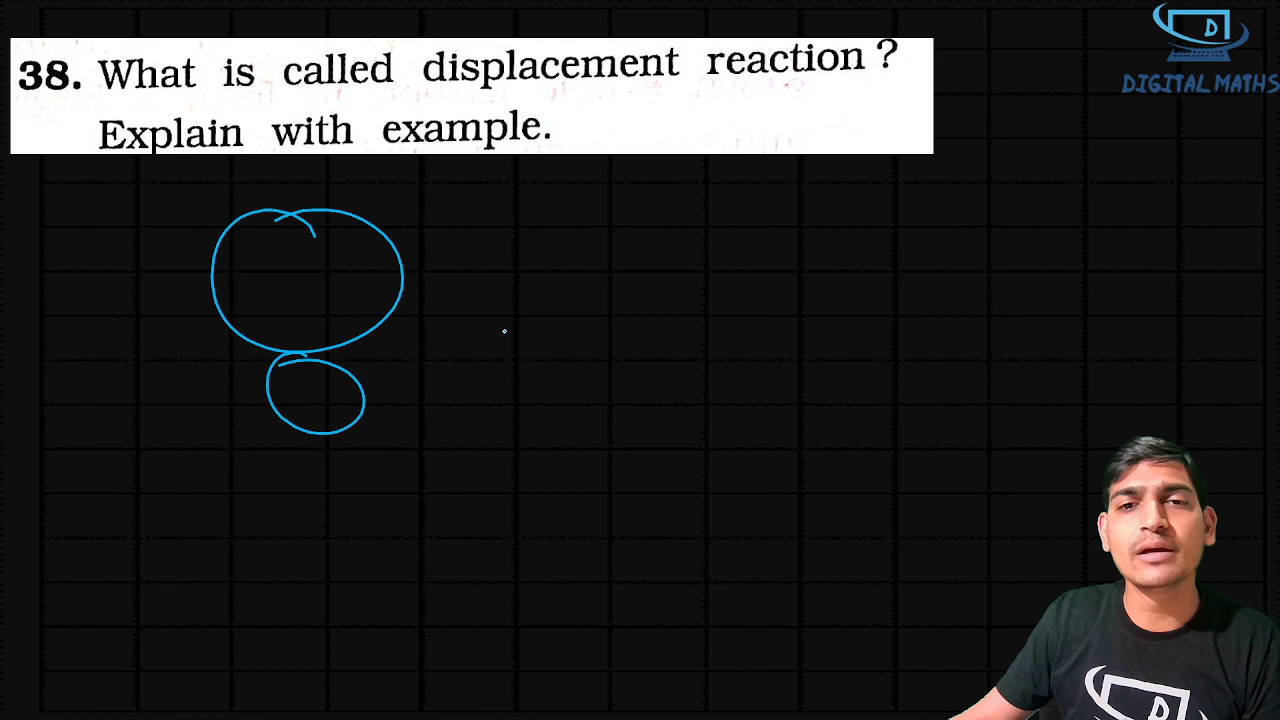 38. What is called displacement reaction ?
Explain with example.
D
DIGITAL MATHS
D